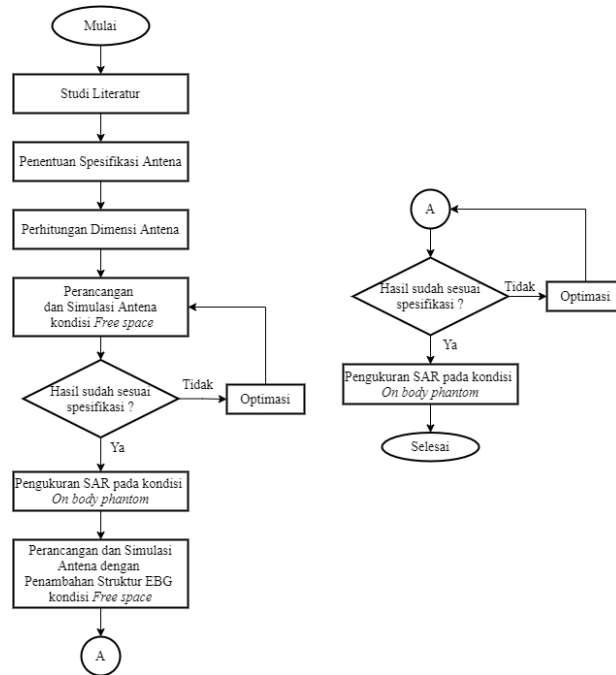 Mulai
Studi Literatur
Penentuan Spesifikasi Antena
Perhitungan Dimensi Antena
Perancangan
dan Simulasi Antena
kondisi Free space
Hasil sudah sesuai
spesifikasi ?
Tidak
Optimasi
Ya
Pengukuran SAR pada kondisi
On body phantom
Perancangan dan Simulasi
Antena dengan
Penambahan Struktur EBG
kondisi Free space
A
A
Hasil sudah sesuai
spesifikasi ?
Tidak
Optimasi
Ya
Pengukuran SAR pada kondisi
On body phantom
Selesai